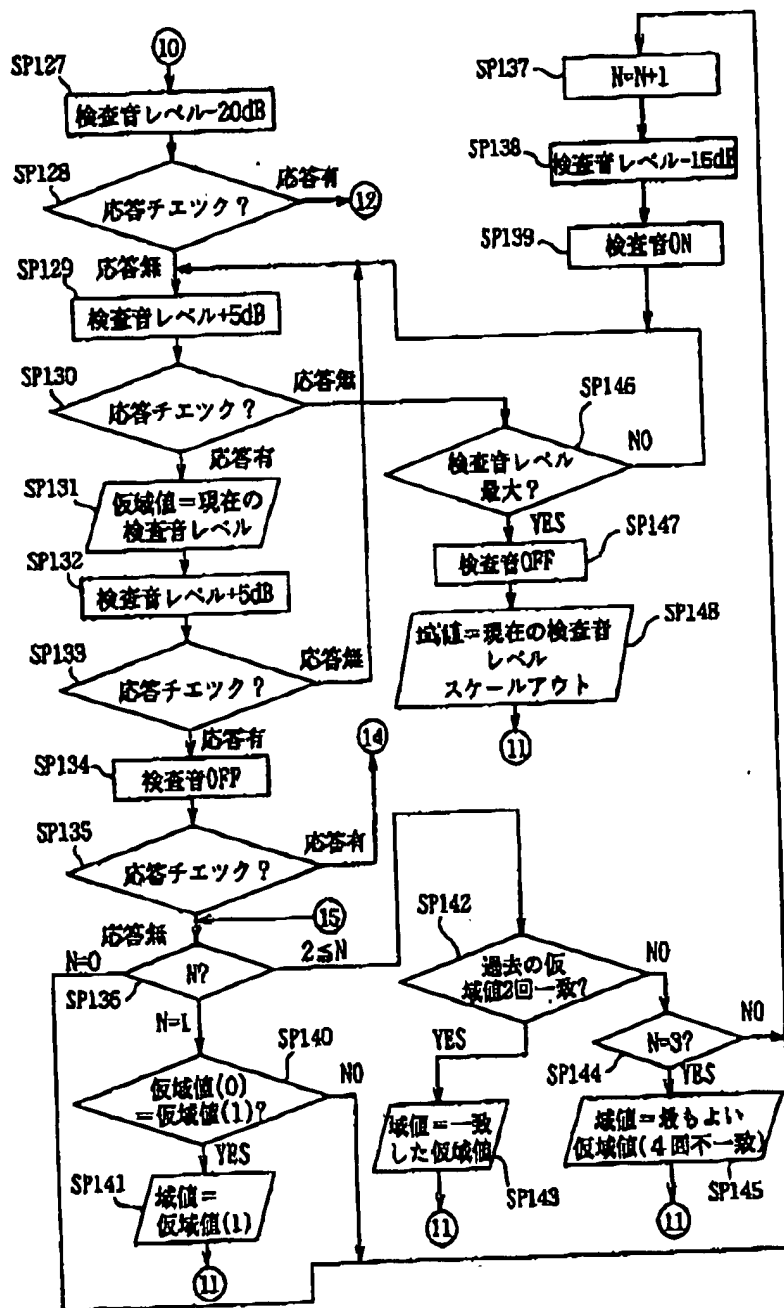 10
SP127
検査音レベル-20dB
SP128
応答チエツク?
応答有
12
応答無
SP129
検査音レベル+5dB
SP130
応答チエツク?
応答無
応答有
SP131
仮域値=現在の
検査音レベル
SP132
検査音レベル+5dB
SP133
応答チエツク?
応答無
応答有
SP134
検査音OFF
14
SP135
応答チエツク?
応答有
応答無
15
N=0
N?
2≦N
SP136
N=1
SP140
仮域値(0)
=仮域値(1)?
NO
YES
SP141
域値=
仮域値(1)
11
SP137
N=N+1
SP138
検査音レベル-15dB
SP139
検査音ON
SP146
検査音レベル
最大?
NO
YES
SP147
検査音OFF
SP148
域値=現在の検査音
レベル
スケールアウト
11
SP142
過去の仮
域値2回一致?
NO
YES
域値=一致
した仮域値
SP143
11
N=3?
NO
SP144
YES
域値=最もよい
仮域値(4回不一致)
SP145
11